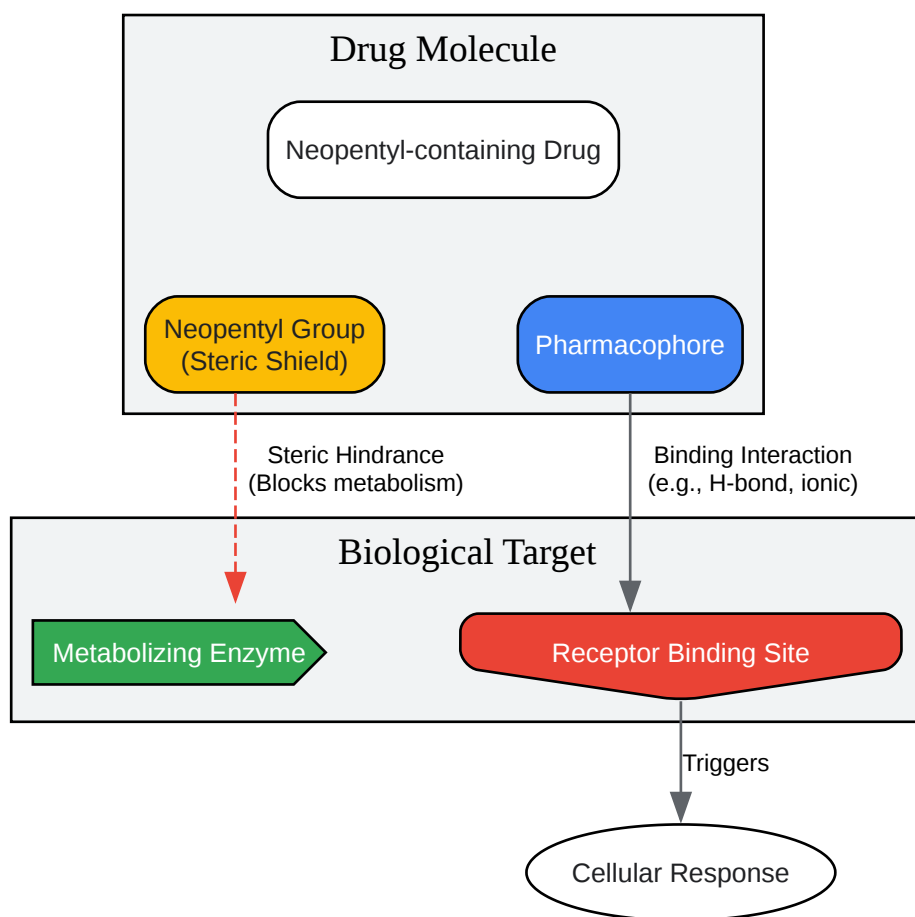 Drug Molecule
Neopentyl-containing Drug
Neopentyl Group
(Steric Shield)
Pharmacophore
Steric Hindrance
(Blocks metabolism)
Binding Interaction
(e.g., H-bond, ionic)
Biological Target
Metabolizing Enzyme
Receptor Binding Site
Triggers
Cellular Response